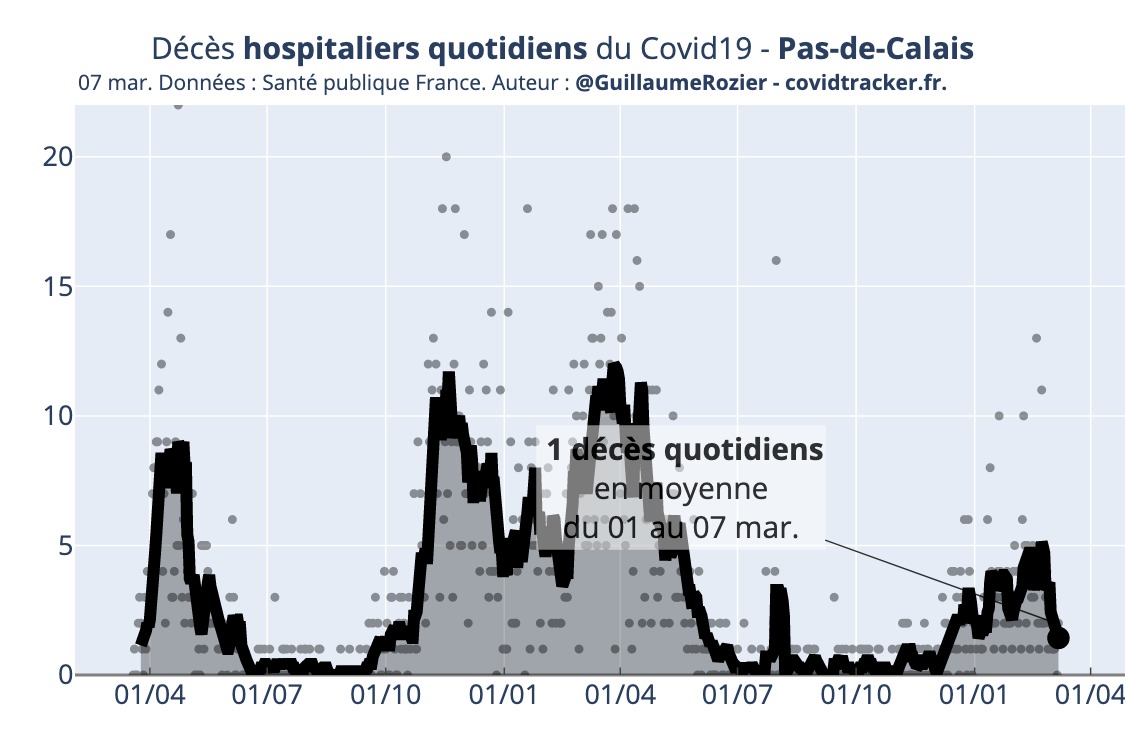 Décès hospitaliers quotidiens du Covid19 - Pas-de-Calais
07 mar. Données : Santé publique France. Auteur : @GuillaumeRozier - covidtracker.fr.
20
15
10
5
0
1 décès quotidiens
en moyenne
du 01 au 07 mar.
01/04 01/07 01/10 01/01 01/04 01/07 01/10 01/01 01/04